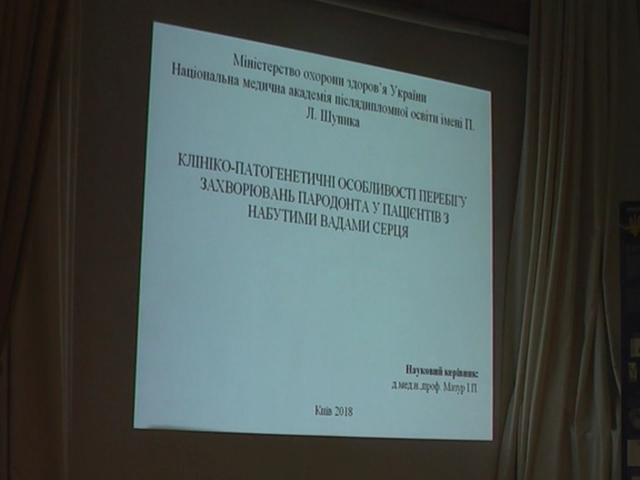 Міністерство охорони здоров'я України
Національна медична академія післядипломної освіти імені П.
Л. Шупика
КЛІНІКО-ПАТОГЕНЕТИЧНІ ОСОБЛИВОСТІ ПЕРЕБІГУ
ЗАХВОРЮВАНЬ ПАРОДОНТА У ПАЦІЄНТІВ З
НАБУТИМИ ВАДАМИ СЕРЦЯ
Науковий керівник:
д.мед.н.,проф. Мазур І.П.
Київ 2018